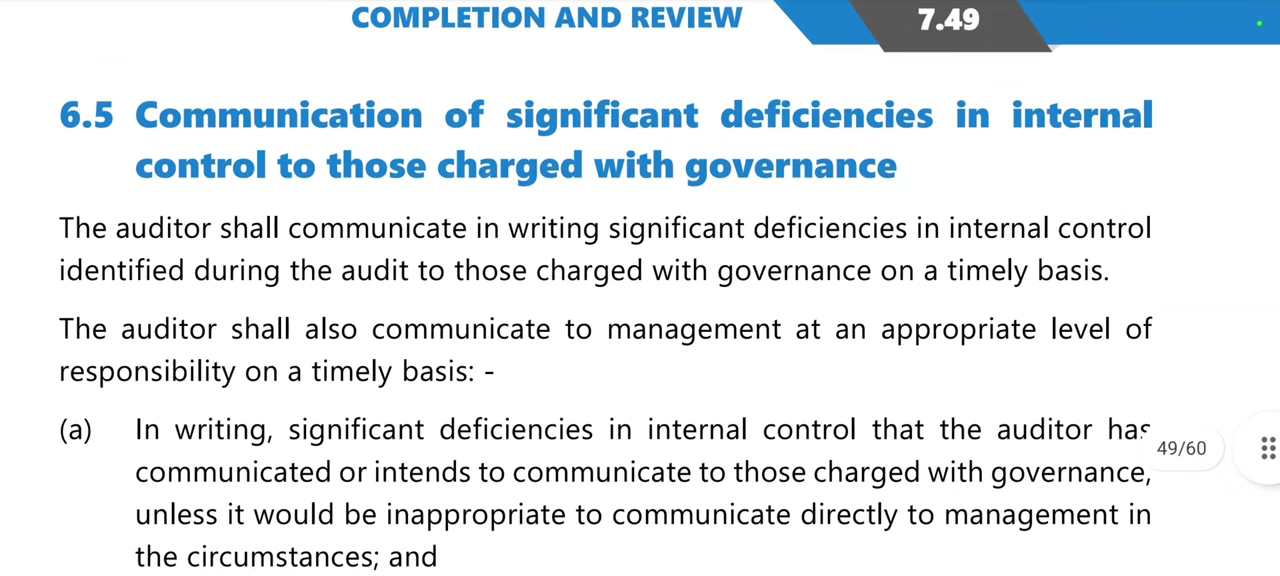 COMPLETION AND REVIEW 7.49
6.5 Communication of significant deficiencies in internal
control to those charged with governance
The auditor shall communicate in writing significant deficiencies in internal control
identified during the audit to those charged with governance on a timely basis.
The auditor shall also communicate to management at an appropriate level of
responsibility on a timely basis: -
(a) In writing, significant deficiencies in internal control that the auditor has
49/60
communicated or intends to communicate to those charged with governance,
unless it would be inappropriate to communicate directly to management in
the circumstances; and